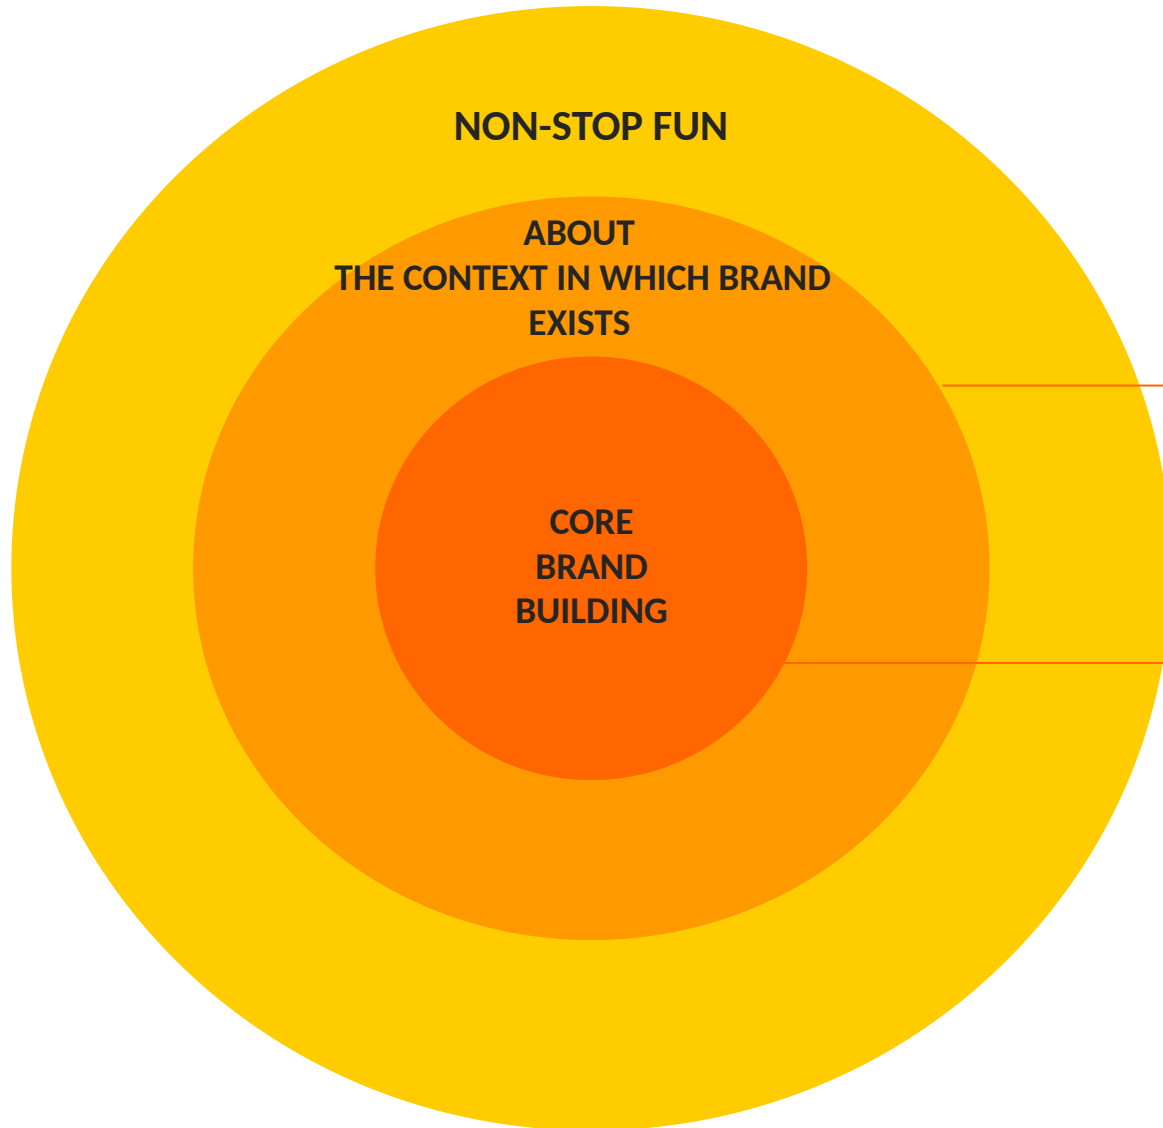 NON-STOP FUN
ABOUT
THE CONTEXT IN WHICH BRAND
EXISTS
CORE
BRAND
BUILDING